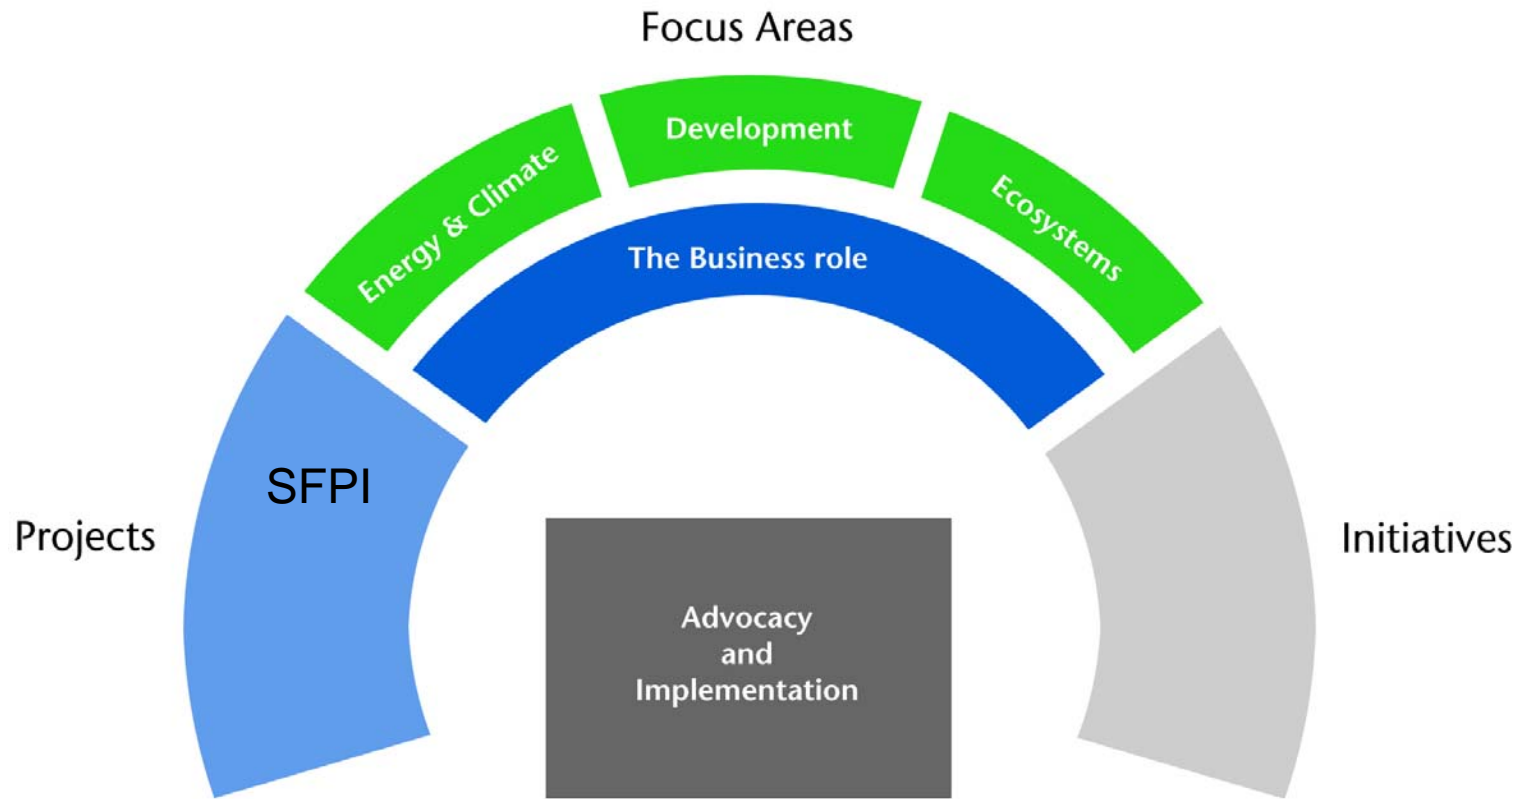 Focus Areas
Development
Energy & Climate
Ecosystems
The Business role
SFPI
Projects
Initiatives
Advocacy
and
Implementation